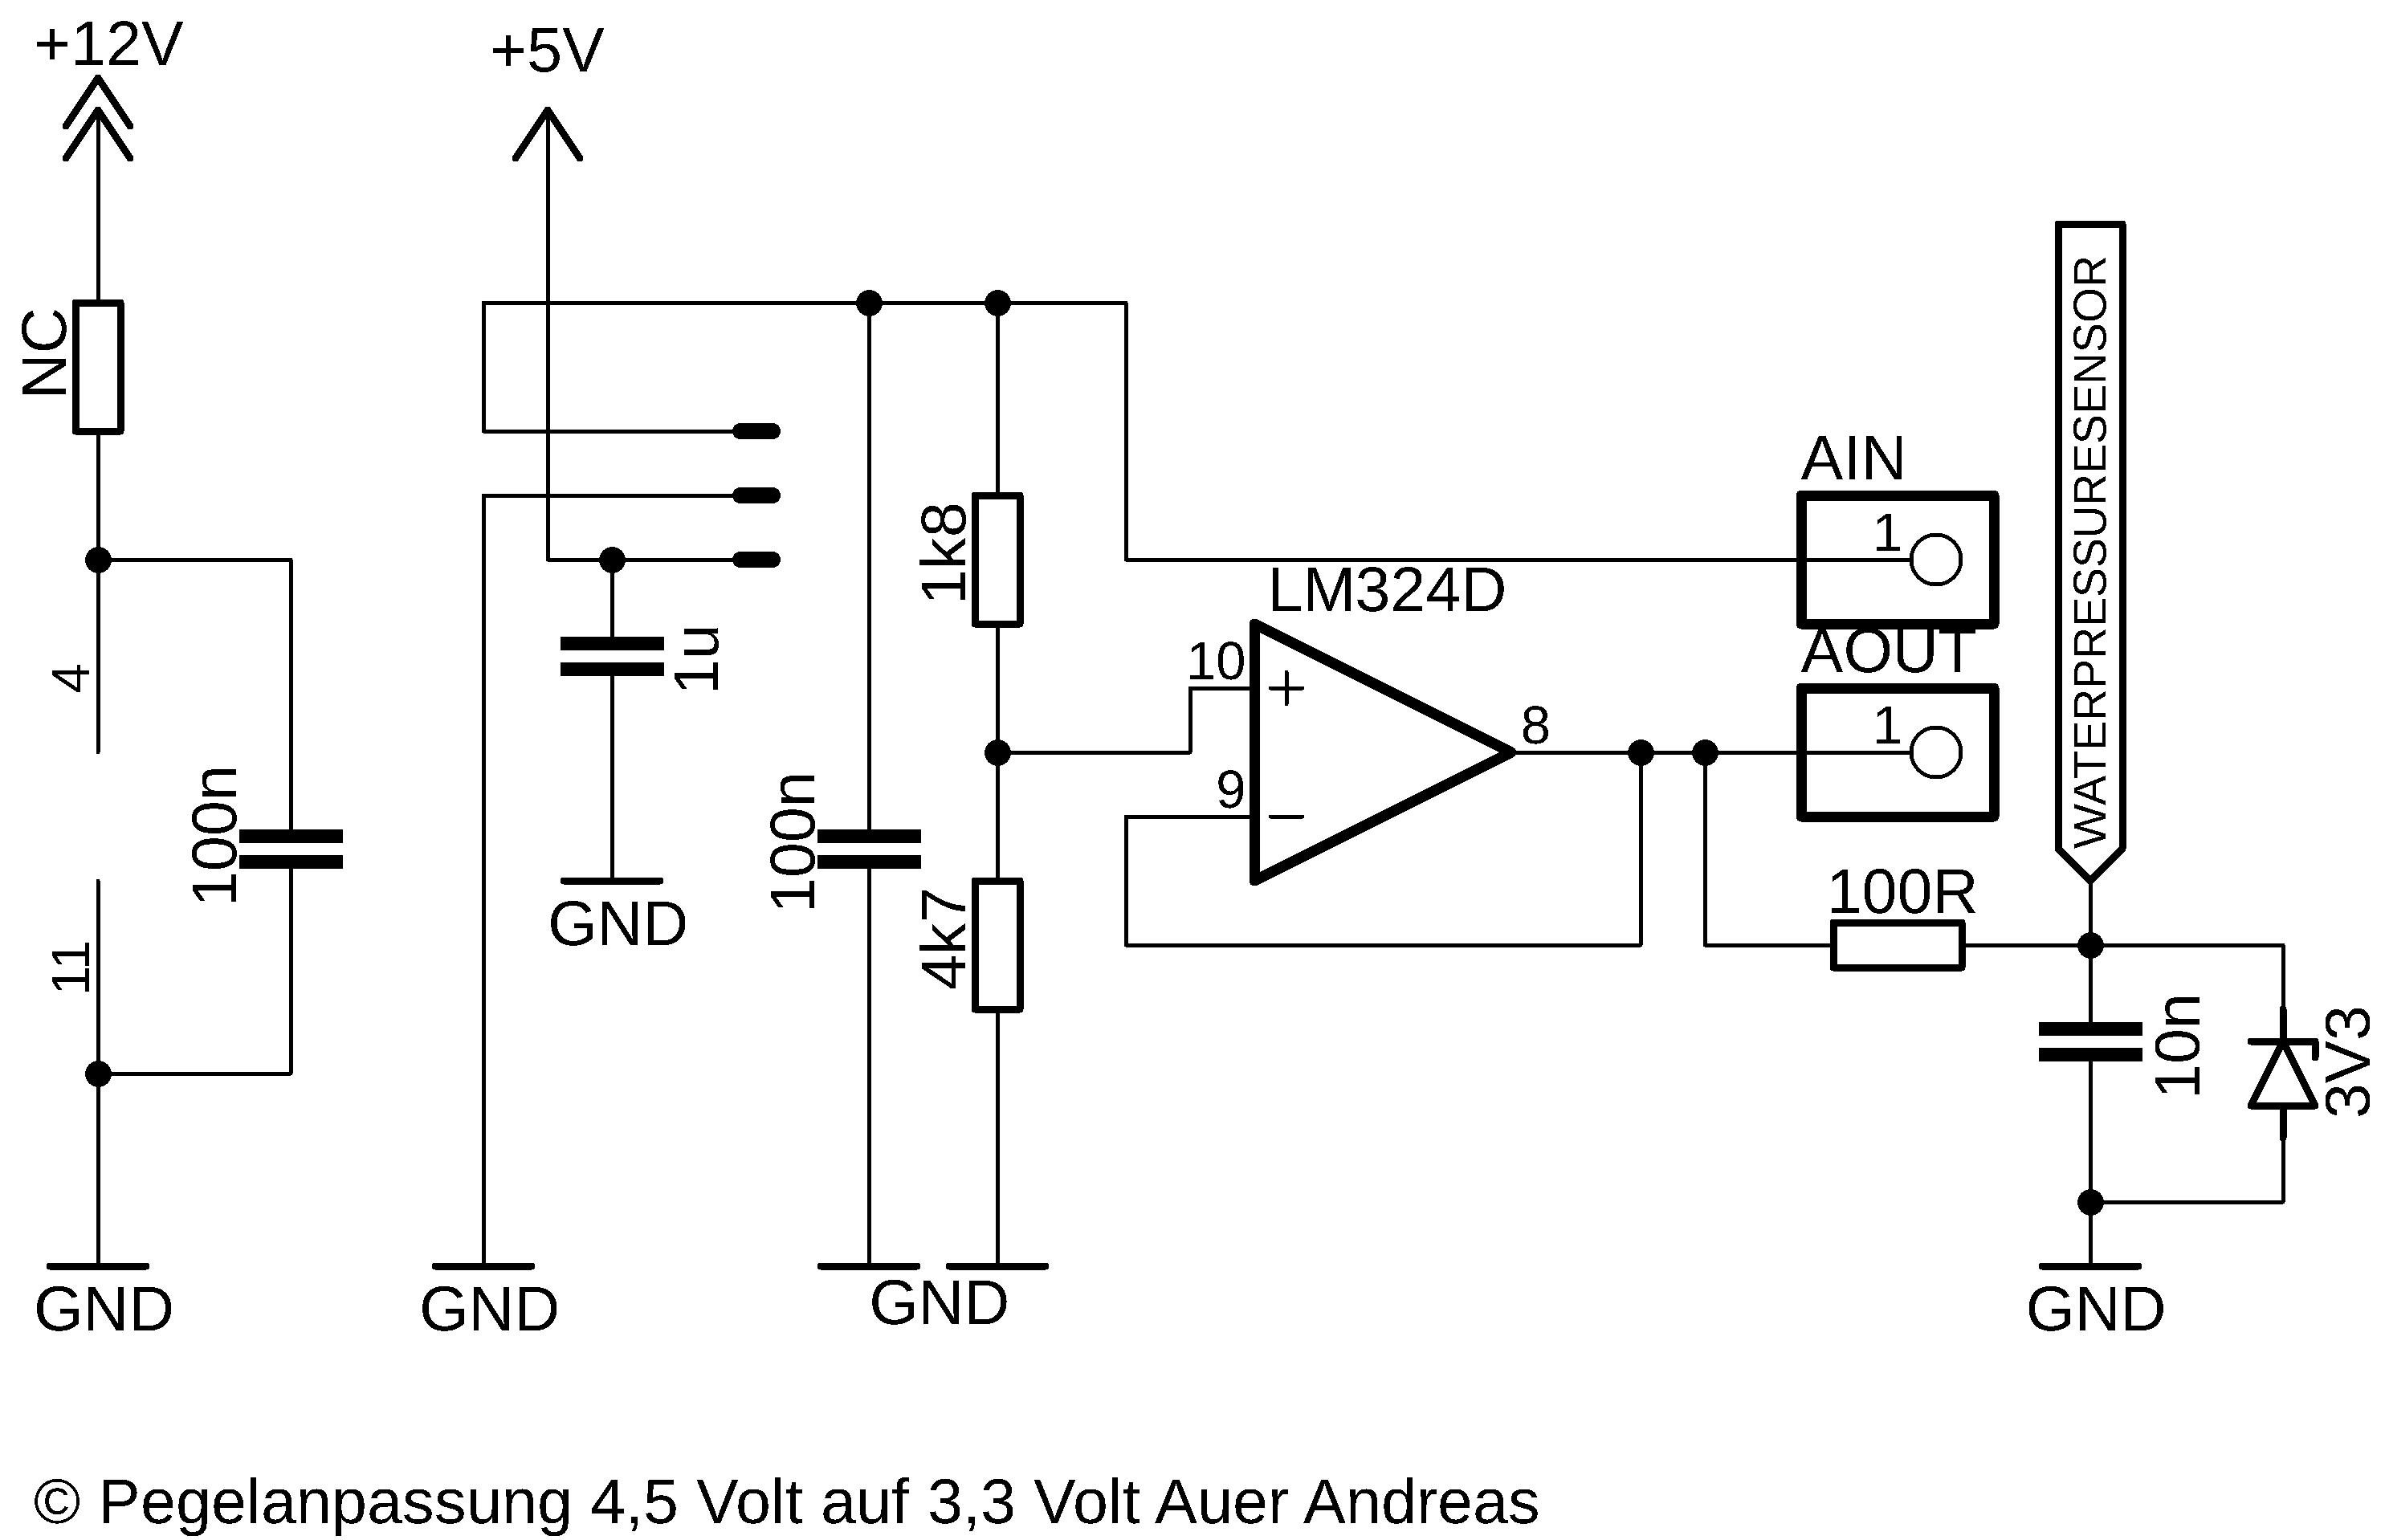 +12V
+5V
NC
4
11
100n
GND
1u
GND
GND
100n
1k8
4k7
GND
LM324D
10
9
8
AIN
1
AOUT
1
WATERPRESSURESENSOR
100R
10n
3V3
GND
© Pegelanpassung 4,5 Volt auf 3,3 Volt Auer Andreas